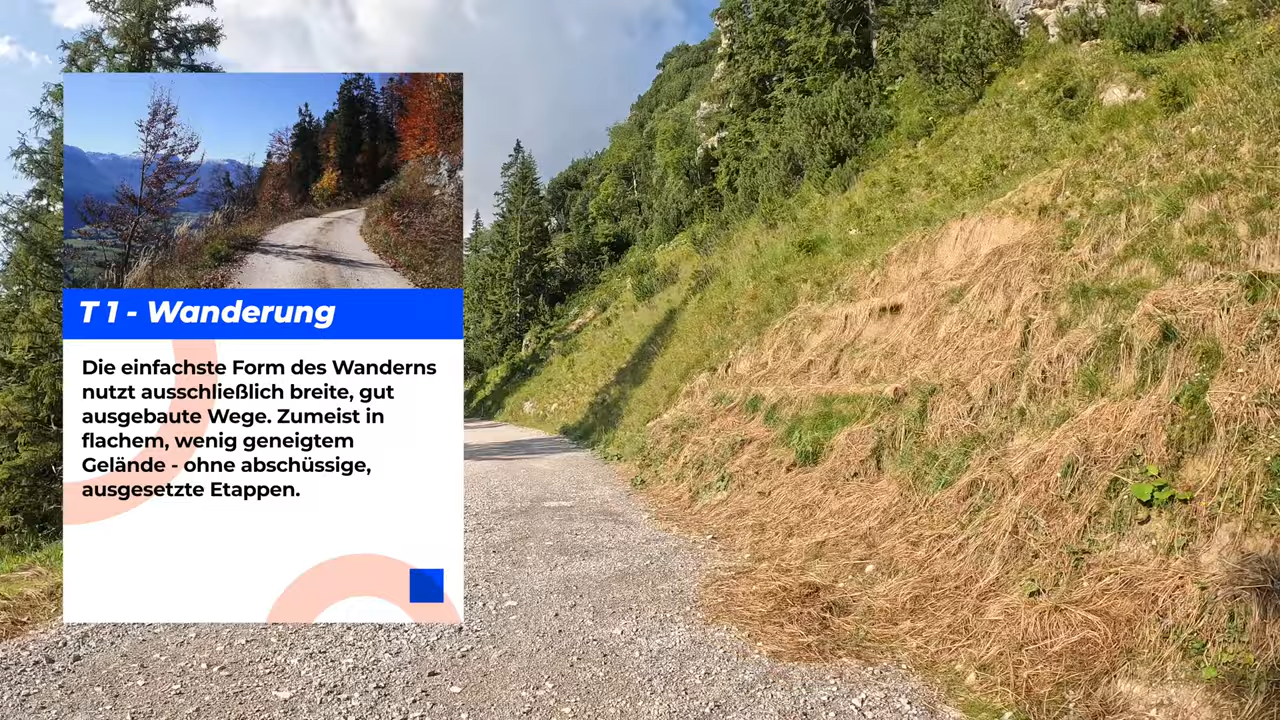 T 1 - Wanderung
Die einfachste Form des Wanderns
nutzt ausschließlich breite, gut
ausgebaute Wege. Zumeist in
flachem, wenig geneigtem
Gelände - ohne abschüssige,
ausgesetzte Etappen.